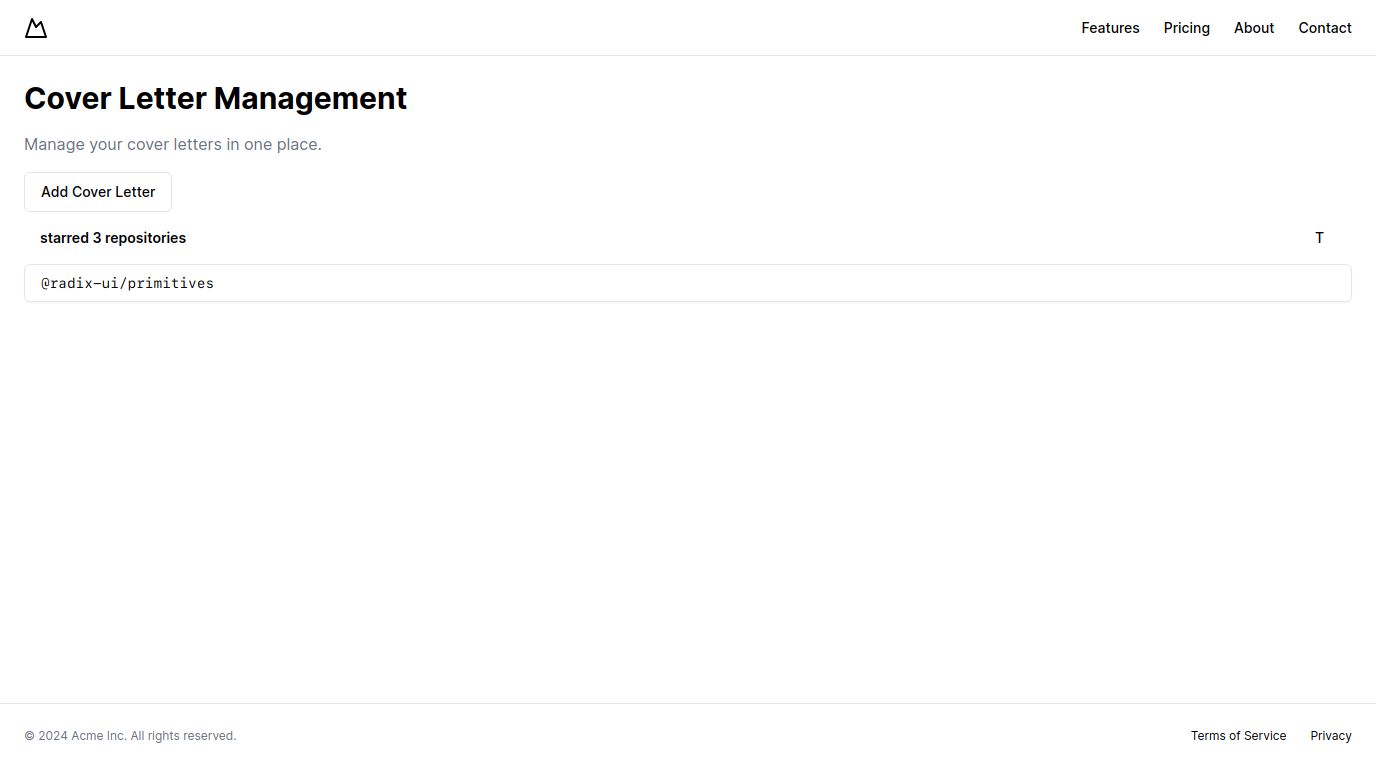 Features Pricing About Contact
Cover Letter Management
Manage your cover letters in one place.
Add Cover Letter
starred 3 repositories T
@radix-ui/primitives
© 2024 Acme Inc. All rights reserved. Terms of Service Privacy